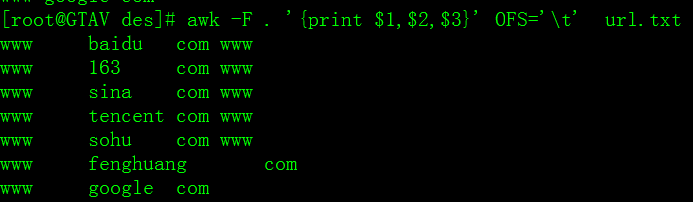 www google com
[root@GTAV des]# awk -F . '{print $1,$2,$3}' OFS='\t'  url.txt
www	baidu	com www
www	163	com www
www	sina	com www
www	tencent	com www
www	sohu	com www
www	fenghuang	com
www	google	com